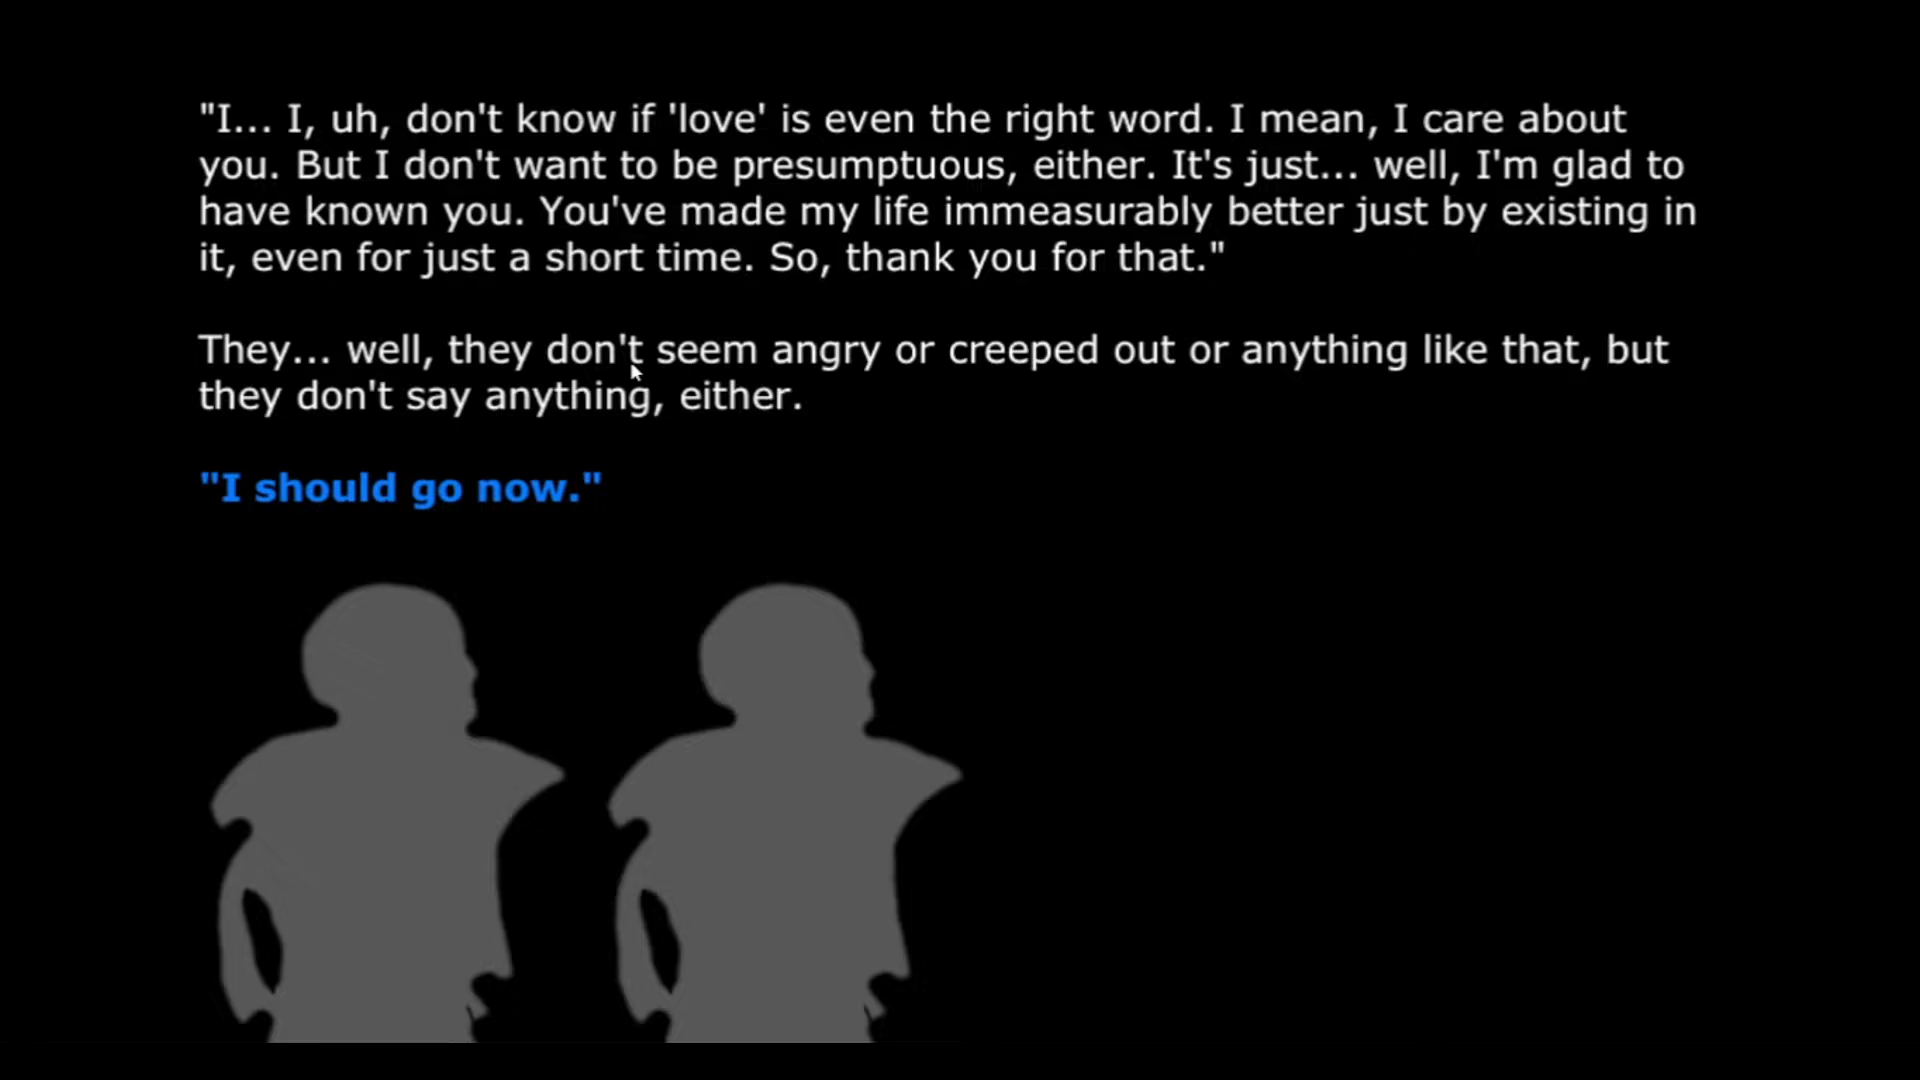 "I... I, uh, don't know if 'love' is even the right word. I mean, I care about
you. But I don't want to be presumptuous, either. It's just... well, I'm glad to
have known you. You've made my life immeasurably better just by existing in
it, even for just a short time. So, thank you for that."
They... well, they don't seem angry or creeped out or anything like that, but
they don't say anything, either.
"I should go now."